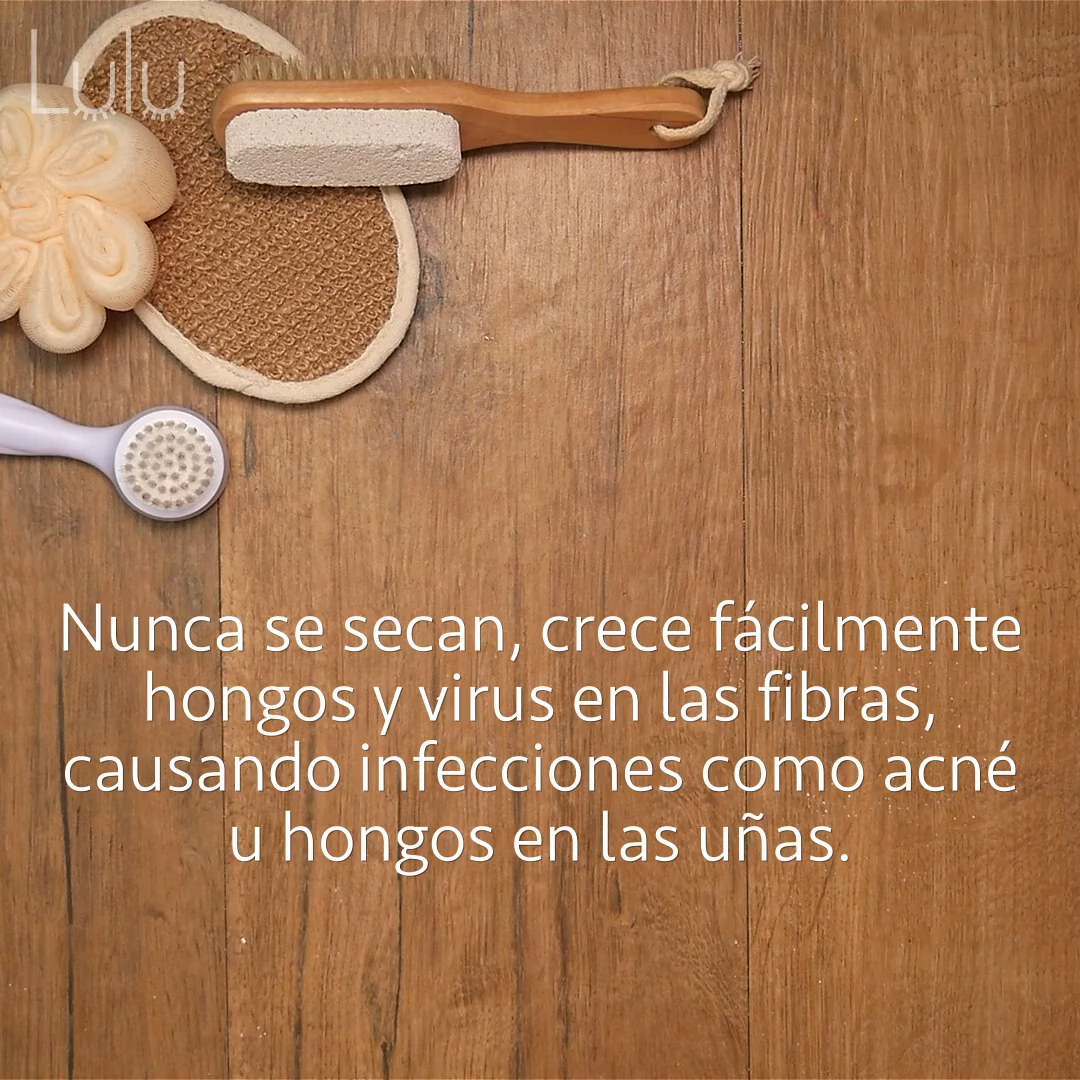 Lulu
Nunca se secan, crece fácilmente
hongos y virus en las fibras,
causando infecciones como acné
u hongos en las uñas.